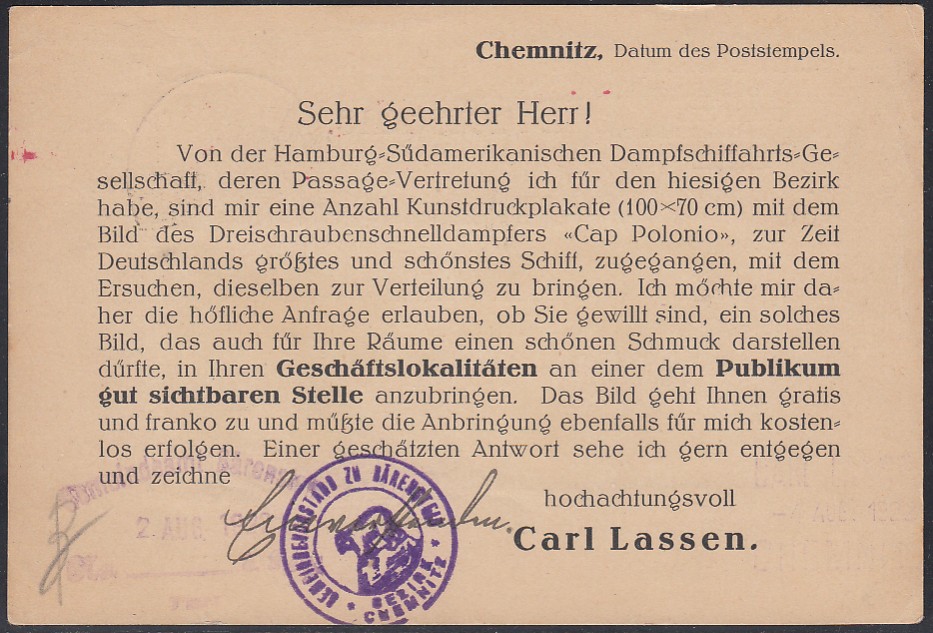 Chemnitz, Datum des Poststempels.
Sehr geehrter Herr!
Von der Hamburg-Südamerikanischen Dampfschiffahrts-Ge-
sellschaft, deren Passage-Vertretung ich für den hiesigen Bezirk
habe, sind mir eine Anzahl Kunstdruckplakate (100×70 cm) mit dem
Bild des Dreischraubenschnelldampfers «Cap Polonio», zur Zeit
Deutschlands größtes und schönstes Schiff, zugegangen, mit dem
Ersuchen, dieselben zur Verteilung zu bringen. Ich möchte mir da-
her die höfliche Anfrage erlauben, ob Sie gewillt sind, ein solches
Bild, das auch für Ihre Räume einen schönen Schmuck darstellen
dürfte, in Ihren Geschäftslokalitäten an einer dem Publikum
gut sichtbaren Stelle anzubringen. Das Bild geht Ihnen gratis
und franko zu und müßte die Anbringung ebenfalls für mich kosten-
los erfolgen. Einer geschätzten Antwort sehe ich gern entgegen
und zeichne
hochachtungsvoll
Carl Lassen.
Einverstanden.
GEMEINDEVORSTAND ZU
BEZIRK
CHEMNITZ
2. AUG.
AUG. 192